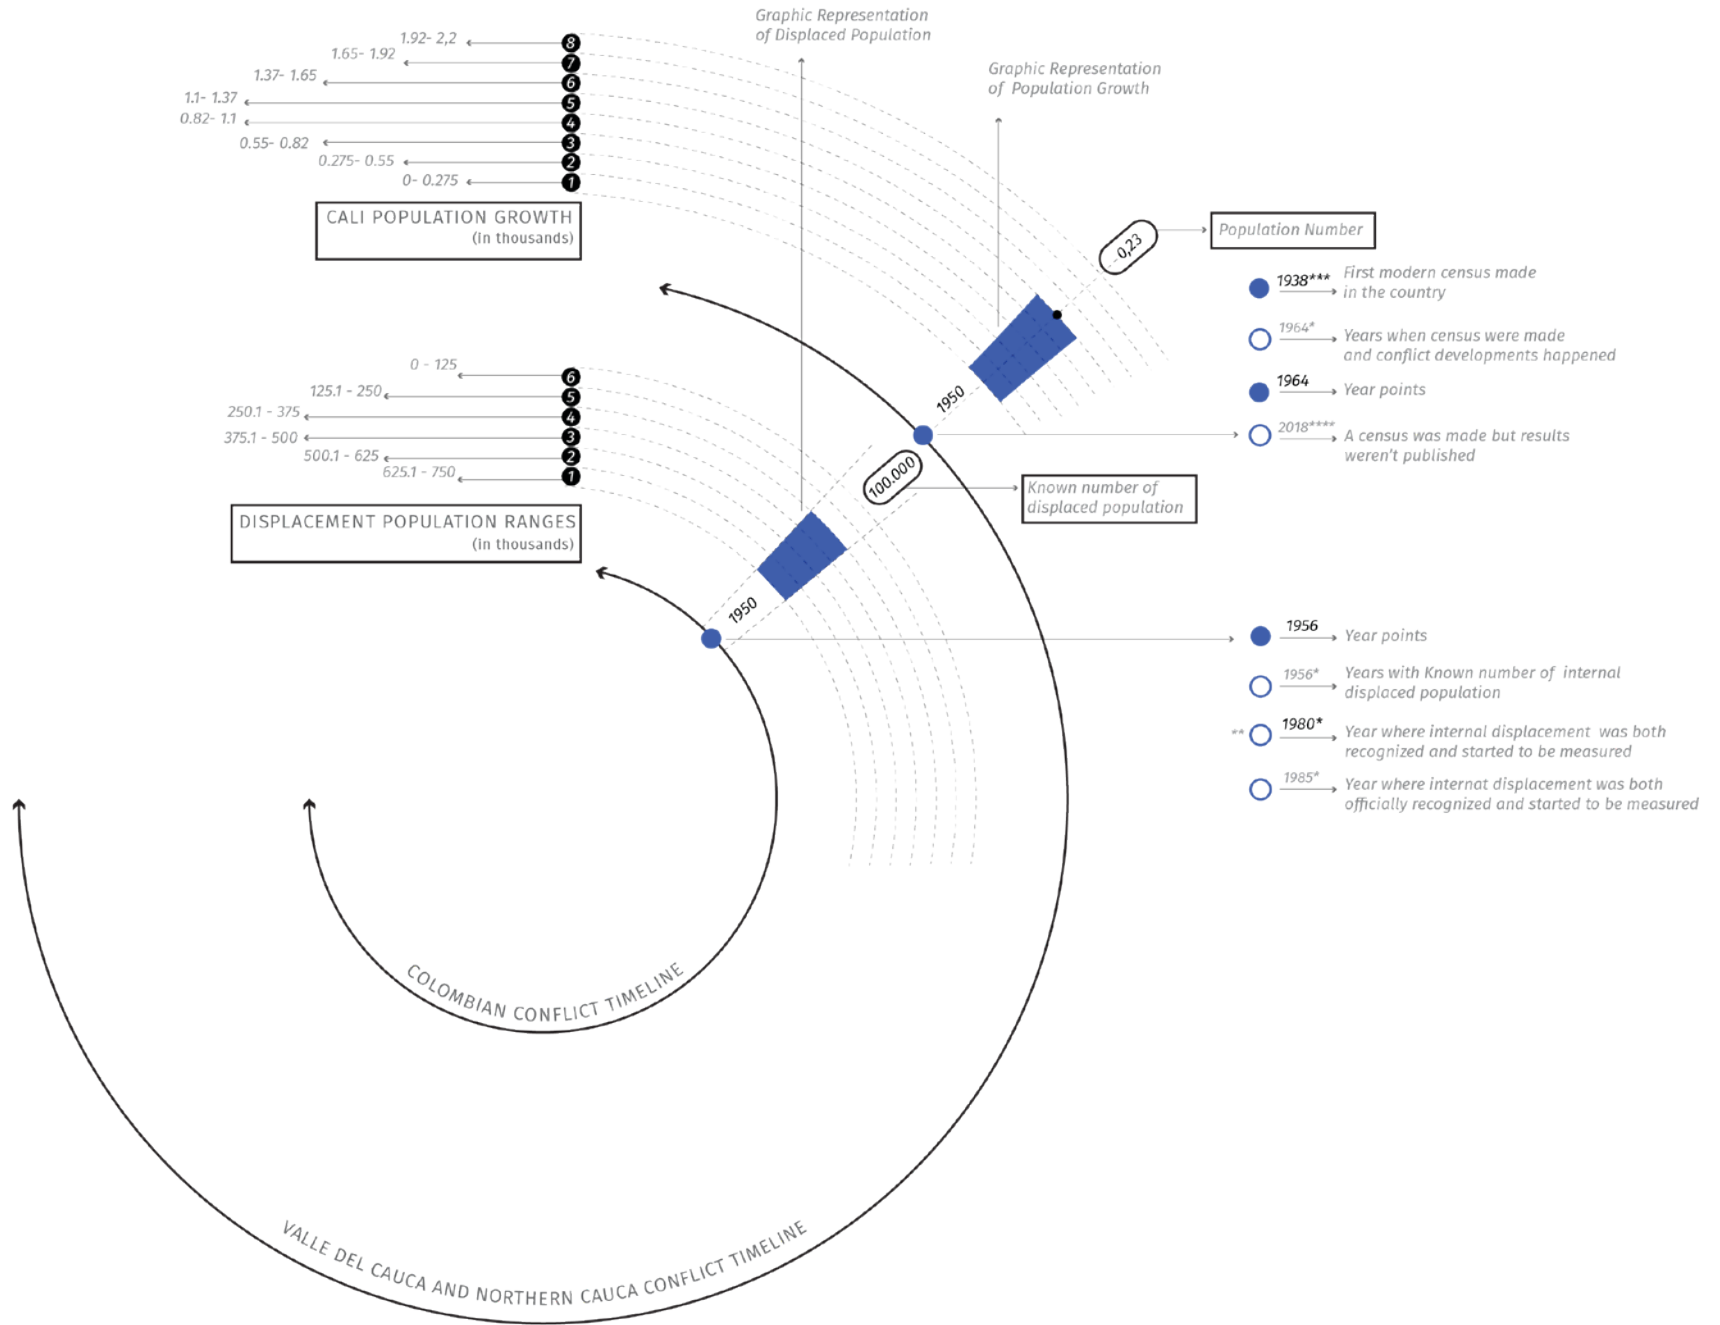 Graphic Representation
of Displaced Population
Graphic Representation
of Population Growth
1.92- 2,2
8
1.65- 1.92
7
1.37- 1.65
6
1.1- 1.37
5
0.82- 1.1
4
0.55- 0.82
3
0.275- 0.55
2
0- 0.275
1
CALI POPULATION GROWTH
(in thousands)
0,23
Population Number
1938***
First modern census made
in the country
1964*
Years when census were made
and conflict developments happened
1964
Year points
2018****
A census was made but results
weren't published
1950
0 - 125
6
125.1 - 250
5
250.1 - 375
4
375.1 - 500
3
500.1 - 625
2
625.1 - 750
1
DISPLACEMENT POPULATION RANGES
(in thousands)
100.000
Known number of
displaced population
1950
1956
Year points
1956*
Years with Known number of internal
displaced population
**
1980*
Year where internal displacement was both
recognized and started to be measured
1985*
Year where internat displacement was both
officially recognized and started to be measured
COLOMBIAN CONFLICT TIMELINE
VALLE DEL CAUCA AND NORTHERN CAUCA CONFLICT TIMELINE